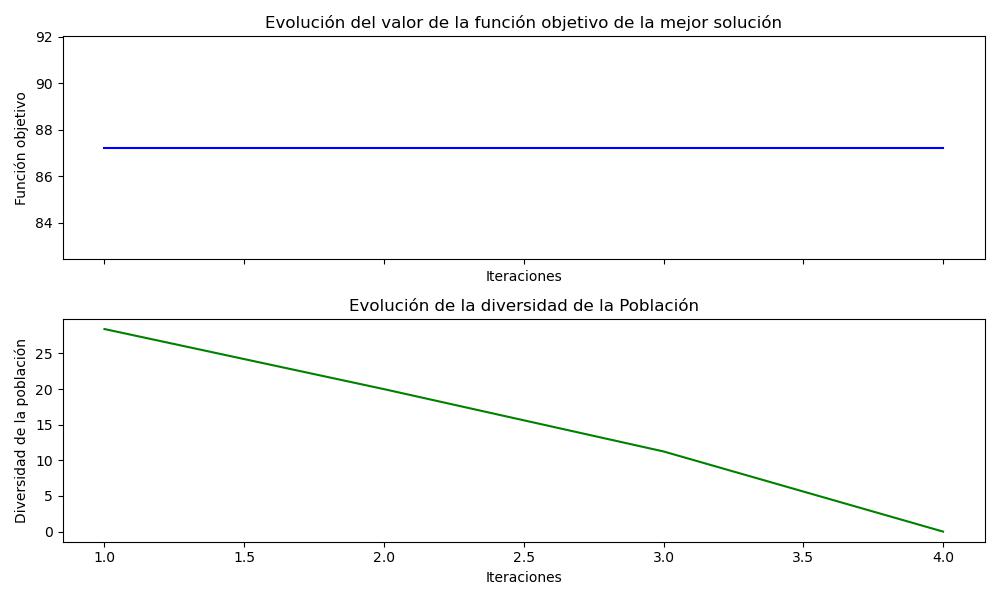 Evolución del valor de la función objetivo de la mejor solución
92
90
88
86
84
Función objetivo
Iteraciones
Evolución de la diversidad de la Población
25
20
15
10
5
0
Diversidad de la población
1.0 1.5 2.0 2.5 3.0 3.5 4.0
Iteraciones